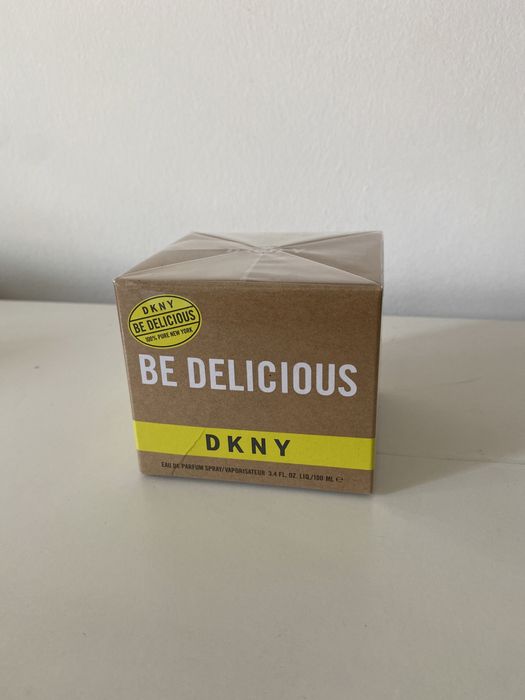 DKNY
BE DELICIOUS
100% PURE NEW YORK
BE DELICIOUS
DKNY
EAU DE PARFUM SPRAY/VAPORISATEUR 3.4 FL. OZ. LIQ./100 ML ℮